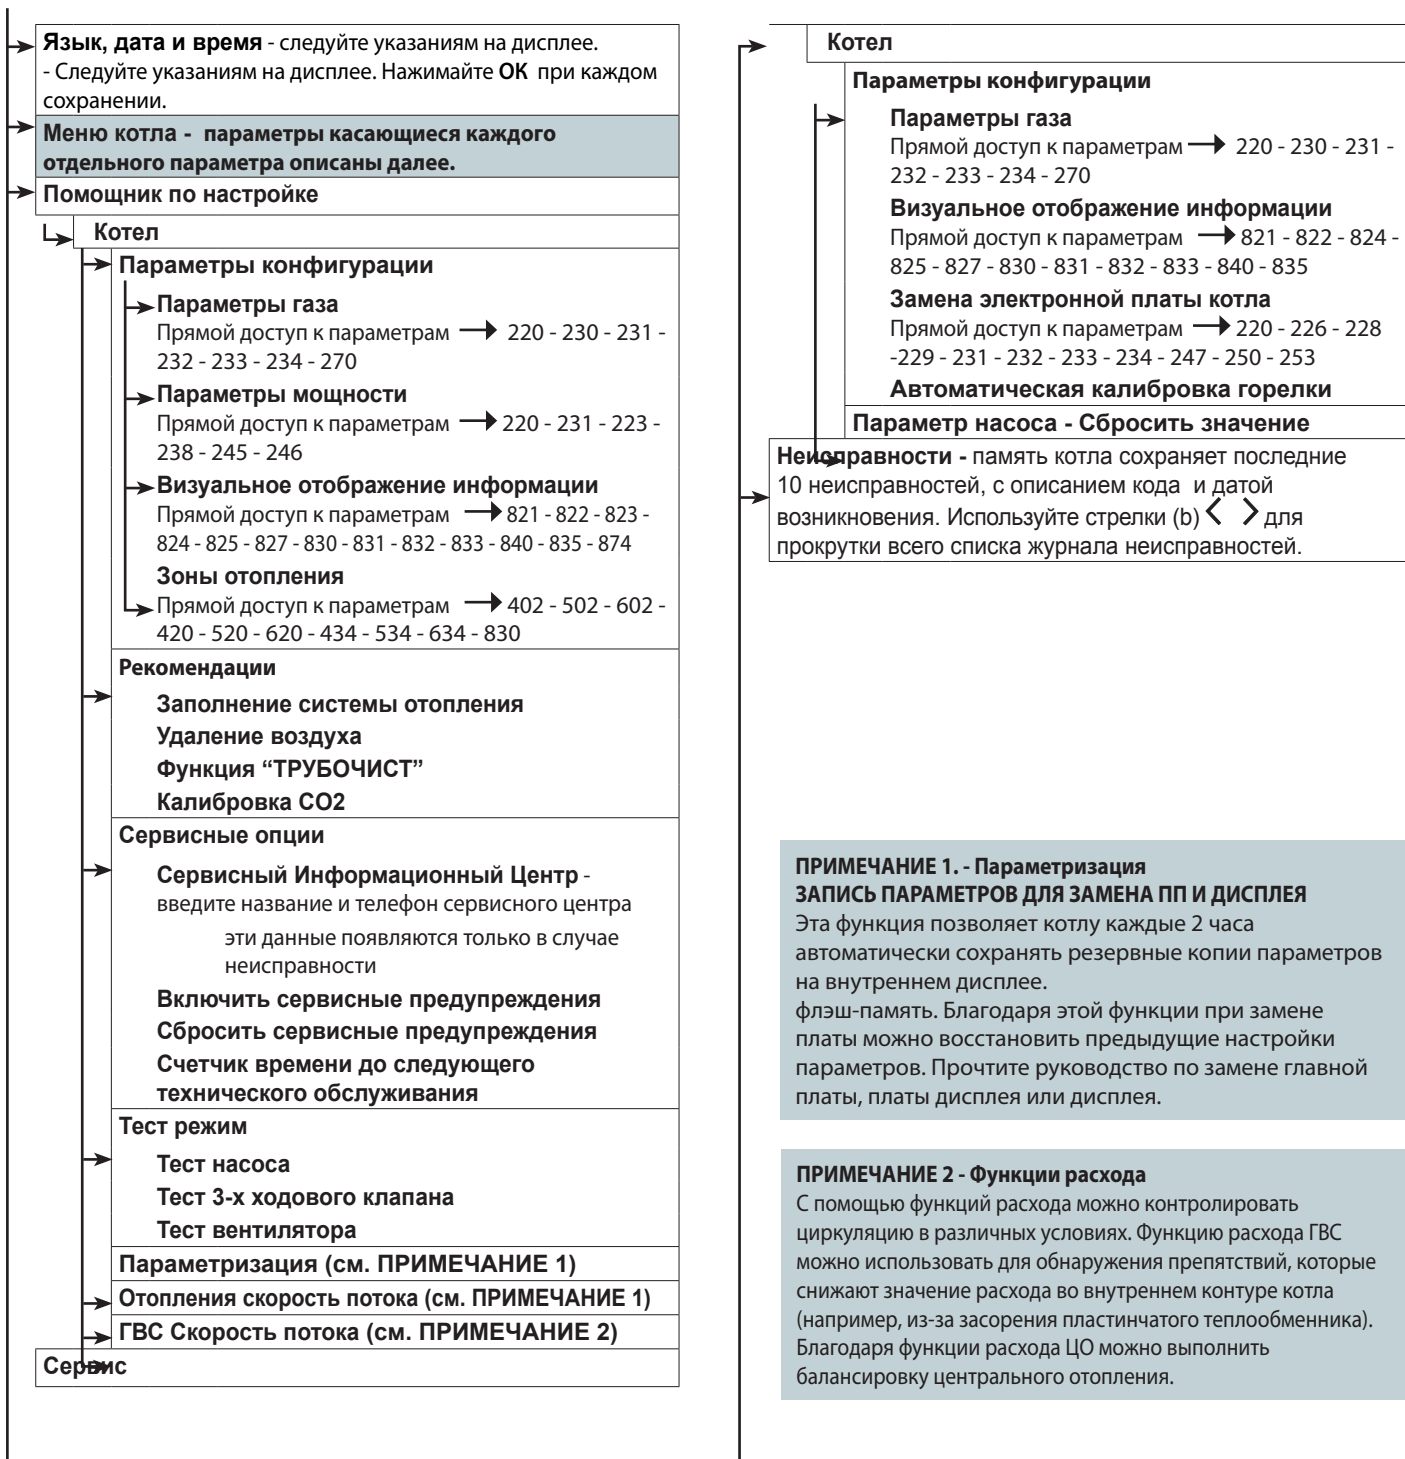 Язык, дата и время - следуйте указаниям на дисплее.
- Следуйте указаниям на дисплее. Нажимайте OK при каждом
сохранении.
Меню котла - параметры касающиеся каждого
отдельного параметра описаны далее.
Помощник по настройке
Котел
Параметры конфигурации
Параметры газа
Прямой доступ к параметрам 220 - 230 - 231 -
232 - 233 - 234 - 270
Параметры мощности
Прямой доступ к параметрам 220 - 231 - 223 -
238 - 245 - 246
Визуальное отображение информации
Прямой доступ к параметрам 821 - 822 - 823 -
824 - 825 - 827 - 830 - 831 - 832 - 833 - 840 - 835 - 874
Зоны отопления
Прямой доступ к параметрам 402 - 502 - 602 -
420 - 520 - 620 - 434 - 534 - 634 - 830
Рекомендации
Заполнение системы отопления
Удаление воздуха
Функция “ТРУБОЧИСТ”
Калибровка CO2
Сервисные опции
Сервисный Информационный Центр -
введите название и телефон сервисного центра
эти данные появляются только в случае
неисправности
Включить сервисные предупреждения
Сбросить сервисные предупреждения
Счетчик времени до следующего
технического обслуживания
Тест режим
Тест насоса
Тест 3-х ходового клапана
Тест вентилятора
Параметризация (см. ПРИМЕЧАНИЕ 1)
Отопления скорость потока (см. ПРИМЕЧАНИЕ 1)
ГВС Скорость потока (см. ПРИМЕЧАНИЕ 2)
Сервис
Котел
Параметры конфигурации
Параметры газа
Прямой доступ к параметрам 220 - 230 - 231 -
232 - 233 - 234 - 270
Визуальное отображение информации
Прямой доступ к параметрам 821 - 822 - 824 -
825 - 827 - 830 - 831 - 832 - 833 - 840 - 835
Замена электронной платы котла
Прямой доступ к параметрам 220 - 226 - 228
-229 - 231 - 232 - 233 - 234 - 247 - 250 - 253
Автоматическая калибровка горелки
Параметр насоса - Сбросить значение
Неисправности - память котла сохраняет последние
10 неисправностей, с описанием кода и датой
возникновения. Используйте стрелки (b) < > для
прокрутки всего списка журнала неисправностей.
ПРИМЕЧАНИЕ 1. - Параметризация
ЗАПИСЬ ПАРАМЕТРОВ ДЛЯ ЗАМЕНА ПП И ДИСПЛЕЯ
Эта функция позволяет котлу каждые 2 часа
автоматически сохранять резервные копии параметров
на внутреннем дисплее.
флэш-память. Благодаря этой функции при замене
платы можно восстановить предыдущие настройки
параметров. Прочтите руководство по замене главной
платы, платы дисплея или дисплея.
ПРИМЕЧАНИЕ 2 - Функции расхода
С помощью функций расхода можно контролировать
циркуляцию в различных условиях. Функцию расхода ГВС
можно использовать для обнаружения препятствий, которые
снижают значение расхода во внутреннем контуре котла
(например, из-за засорения пластинчатого теплообменника).
Благодаря функции расхода ЦО можно выполнить
балансировку центрального отопления.